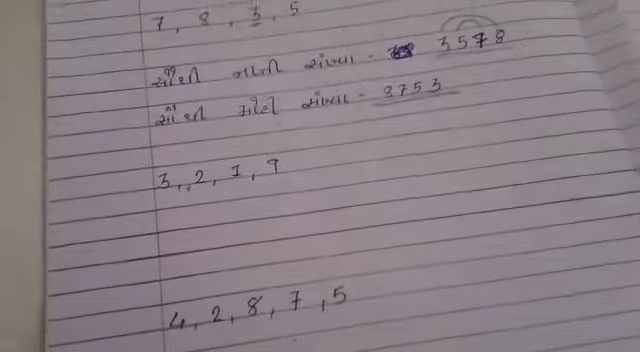 7, 8, 3, 5
સૌથી નાની સંખ્યા - 3578
સૌથી મોટી સંખ્યા - 8753
3, 2, 1, 9
4, 2, 8, 7, 5